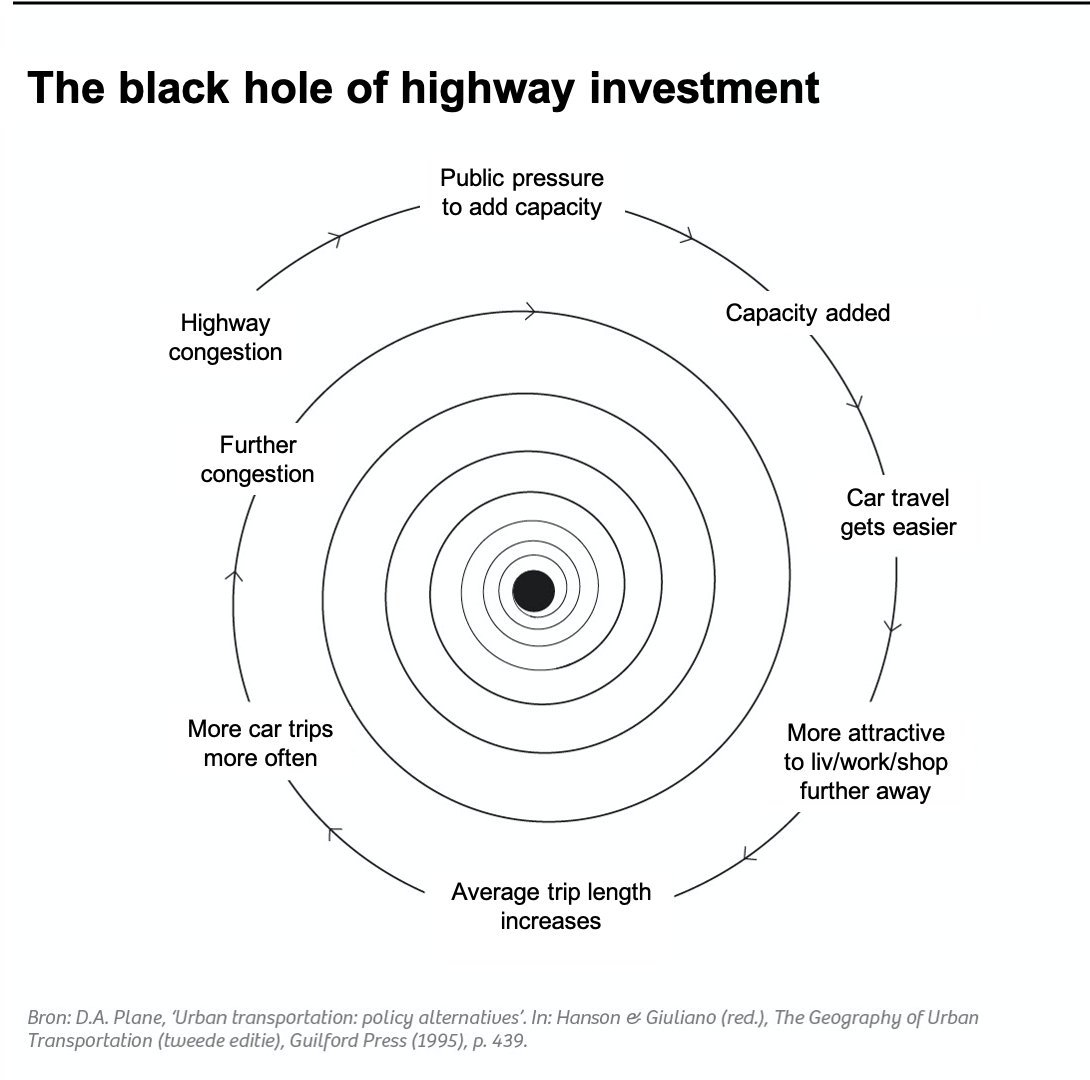 The black hole of highway investment
Public pressure
to add capacity
Capacity added
Car travel
gets easier
More attractive
to liv/work/shop
further away
Average trip length
increases
More car trips
more often
Further
congestion
Highway
congestion
Bron: D.A. Plane, ‘Urban transportation: policy alternatives’. In: Hanson & Giuliano (red.), The Geography of Urban
Transportation (tweede editie), Guilford Press (1995), p. 439.